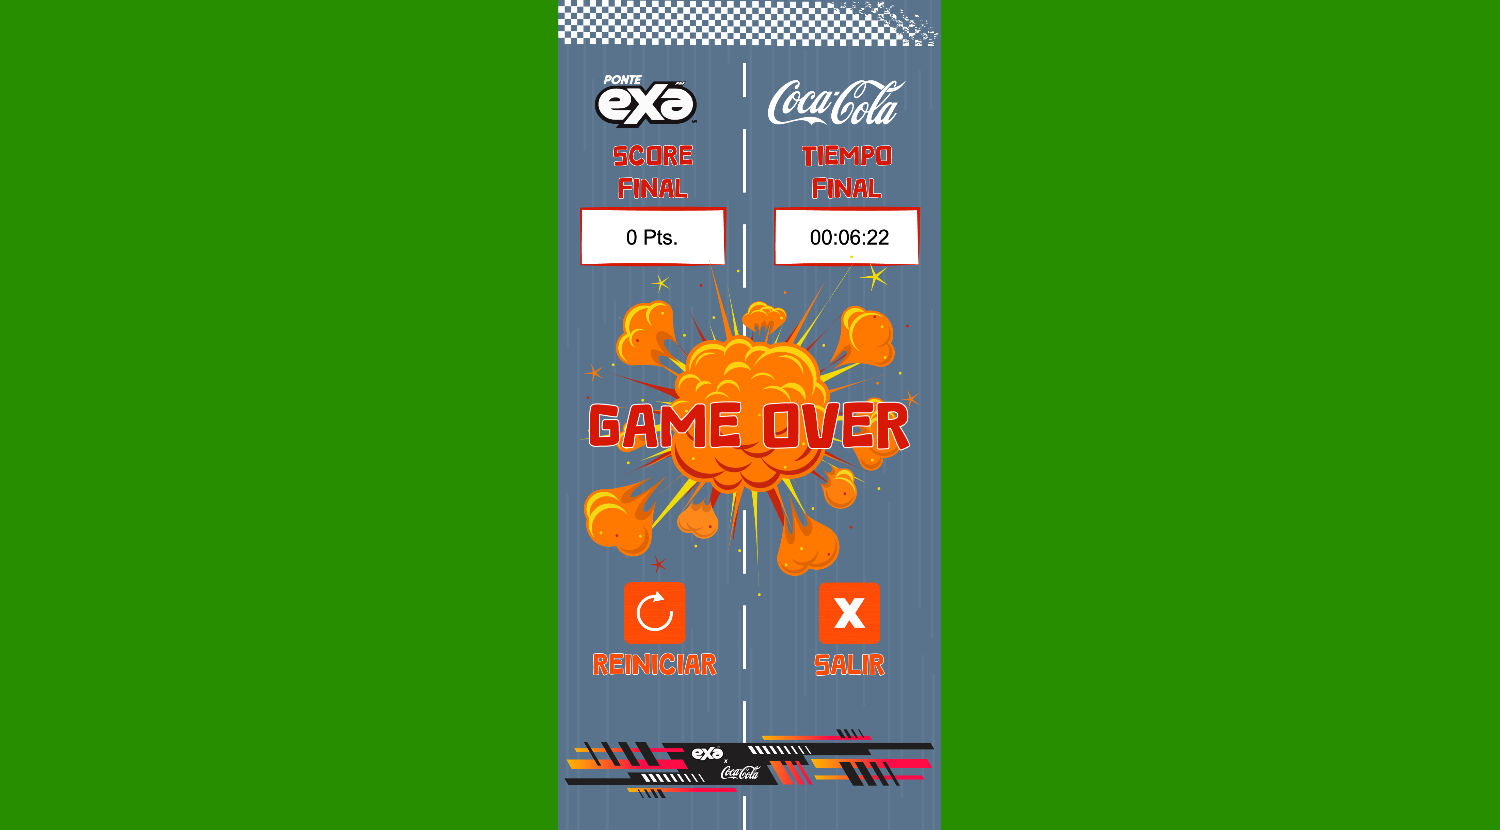 PONTE
exa
Coca-Cola
SCORE
FINAL
TIEMPO
FINAL
0 Pts.
00:06:22
GAME OVER
X
REINICIAR
SALIR
exa
x
Coca-Cola